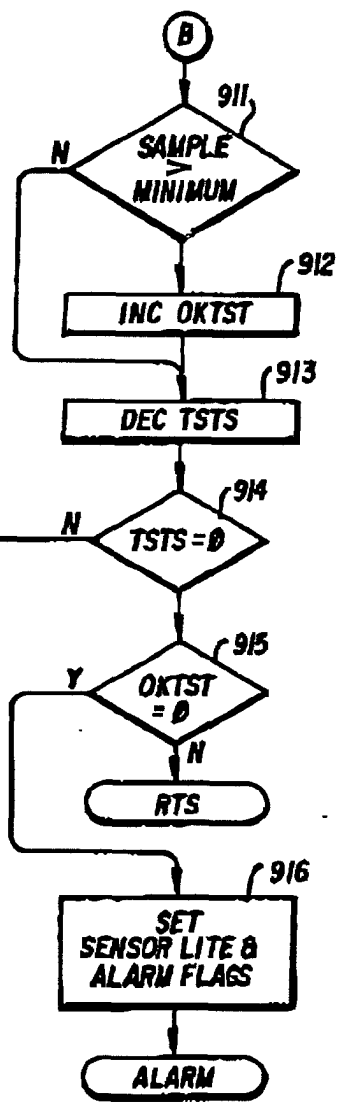 B
911
N
SAMPLE
>
MINIMUM
912
INC OKTST
913
DEC TSTS
914
N
TSTS = Ø
915
Y
OKTST
= Ø
N
RTS
916
SET
SENSOR LITE &
ALARM FLAGS
ALARM